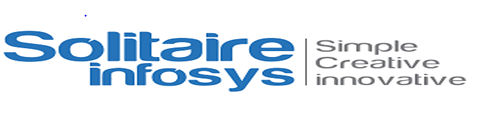 Solitaire
infosys
Simple
Creative
innovative